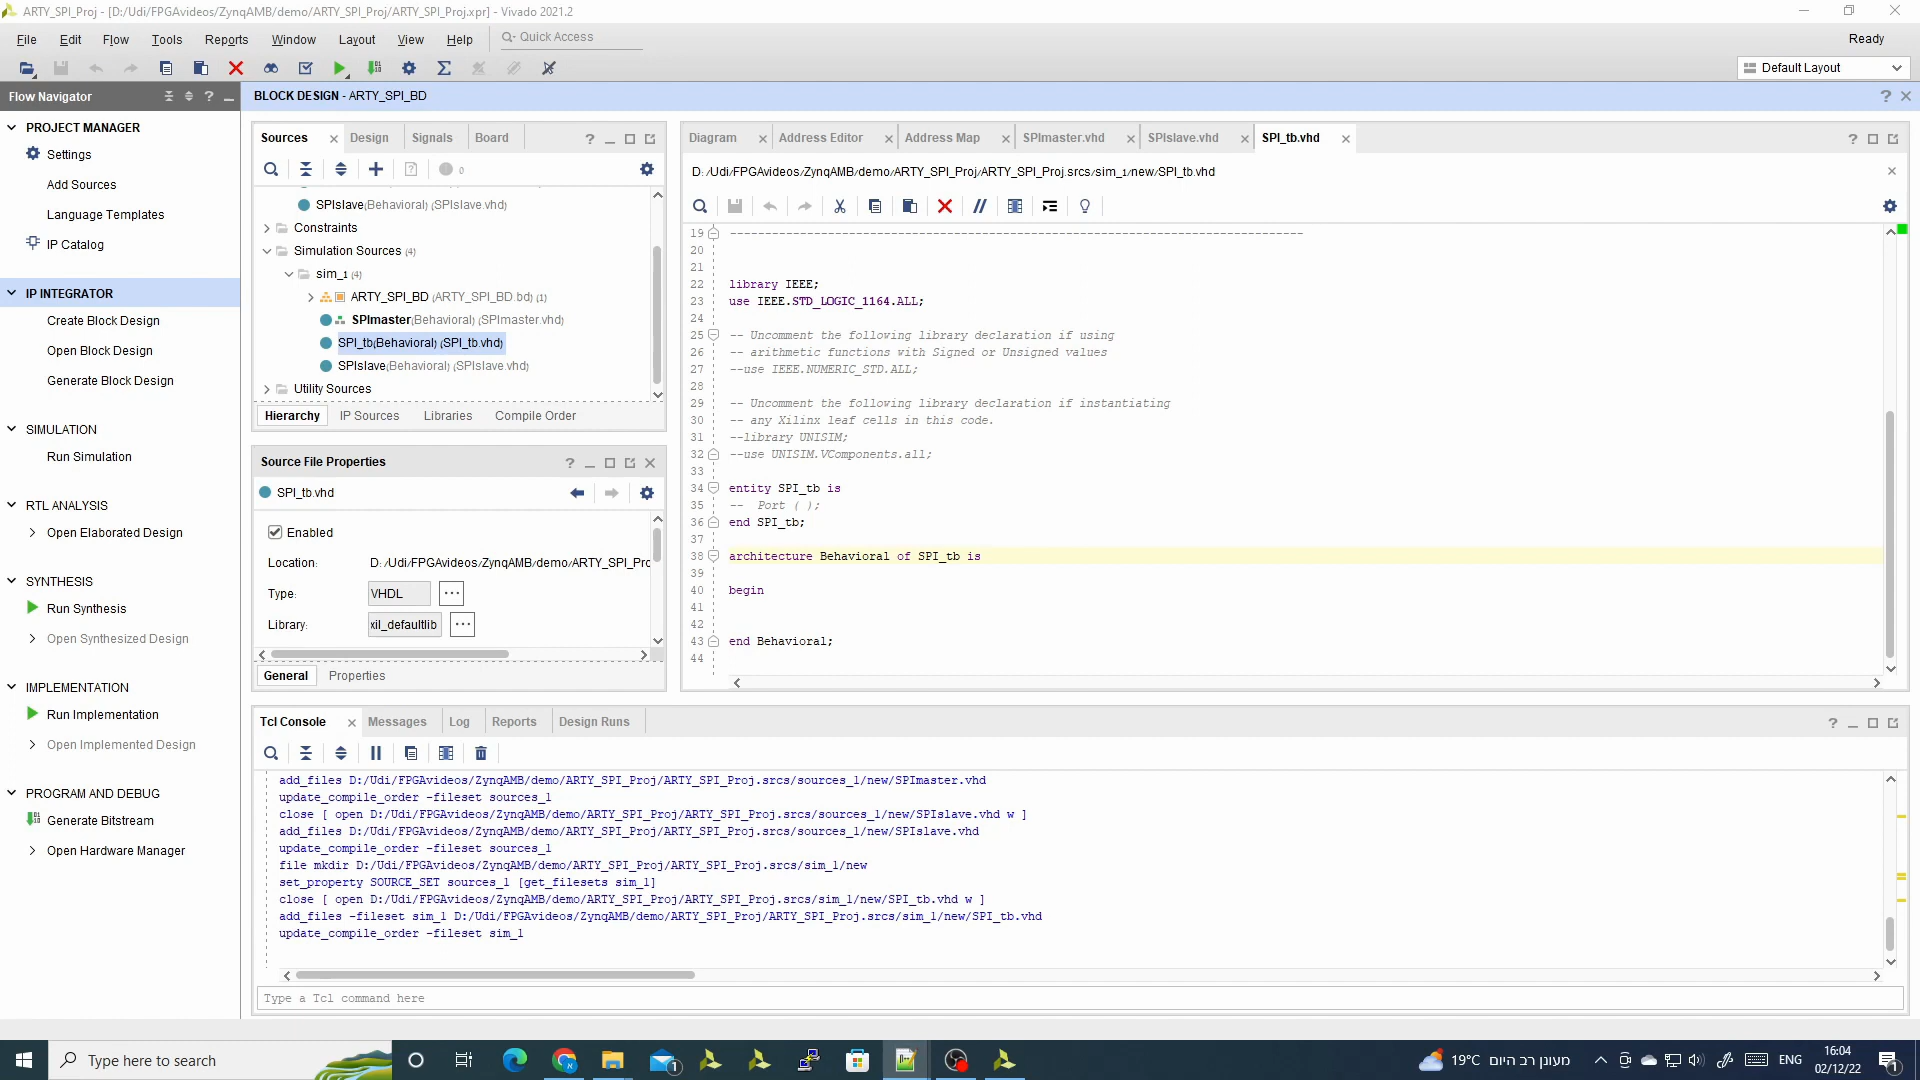 ARTY_SPI_Proj - [D:/Udi/FPGAvideos/ZynqAMB/demo/ARTY_SPI_Proj/ARTY_SPI_Proj.xpr] - Vivado 2021.2
File Edit Flow Tools Reports Window Layout View Help Quick Access
Ready
Default Layout
Flow Navigator
PROJECT MANAGER
Settings
Add Sources
Language Templates
IP Catalog
IP INTEGRATOR
Create Block Design
Open Block Design
Generate Block Design
SIMULATION
Run Simulation
RTL ANALYSIS
Open Elaborated Design
SYNTHESIS
Run Synthesis
Open Synthesized Design
IMPLEMENTATION
Run Implementation
Open Implemented Design
PROGRAM AND DEBUG
Generate Bitstream
Open Hardware Manager
BLOCK DESIGN - ARTY_SPI_BD
Sources Design Signals Board
0
SPIslave(Behavioral) (SPIslave.vhd)
Constraints
Simulation Sources (4)
sim_1 (4)
ARTY_SPI_BD (ARTY_SPI_BD.bd) (1)
SPImaster(Behavioral) (SPImaster.vhd)
SPI_tb(Behavioral) (SPI_tb.vhd)
SPIslave(Behavioral) (SPIslave.vhd)
Utility Sources
Hierarchy IP Sources Libraries Compile Order
Source File Properties
SPI_tb.vhd
Enabled
Location: D:/Udi/FPGAvideos/ZynqAMB/demo/ARTY_SPI_Prc
Type: VHDL
Library: xil_defaultlib
General Properties
Diagram Address Editor Address Map SPImaster.vhd SPIslave.vhd SPI_tb.vhd
D:/Udi/FPGAvideos/ZynqAMB/demo/ARTY_SPI_Proj/ARTY_SPI_Proj.srcs/sim_1/new/SPI_tb.vhd
19 ----------------------------------------------------------------------------------
20
21
22 library IEEE;
23 use IEEE.STD_LOGIC_1164.ALL;
24
25 -- Uncomment the following library declaration if using
26 -- arithmetic functions with Signed or Unsigned values
27 --use IEEE.NUMERIC_STD.ALL;
28
29 -- Uncomment the following library declaration if instantiating
30 -- any Xilinx leaf cells in this code.
31 --library UNISIM;
32 --use UNISIM.VComponents.all;
33
34 entity SPI_tb is
35 --  Port ( );
36 end SPI_tb;
37
38 architecture Behavioral of SPI_tb is
39
40 begin
41
42
43 end Behavioral;
44
Tcl Console Messages Log Reports Design Runs
add_files D:/Udi/FPGAvideos/ZynqAMB/demo/ARTY_SPI_Proj/ARTY_SPI_Proj.srcs/sources_1/new/SPImaster.vhd
update_compile_order -fileset sources_1
close [ open D:/Udi/FPGAvideos/ZynqAMB/demo/ARTY_SPI_Proj/ARTY_SPI_Proj.srcs/sources_1/new/SPIslave.vhd w ]
add_files D:/Udi/FPGAvideos/ZynqAMB/demo/ARTY_SPI_Proj/ARTY_SPI_Proj.srcs/sources_1/new/SPIslave.vhd
update_compile_order -fileset sources_1
file mkdir D:/Udi/FPGAvideos/ZynqAMB/demo/ARTY_SPI_Proj/ARTY_SPI_Proj.srcs/sim_1/new
set_property SOURCE_SET sources_1 [get_filesets sim_1]
close [ open D:/Udi/FPGAvideos/ZynqAMB/demo/ARTY_SPI_Proj/ARTY_SPI_Proj.srcs/sim_1/new/SPI_tb.vhd w ]
add_files -fileset sim_1 D:/Udi/FPGAvideos/ZynqAMB/demo/ARTY_SPI_Proj/ARTY_SPI_Proj.srcs/sim_1/new/SPI_tb.vhd
update_compile_order -fileset sim_1
Type a Tcl command here
Type here to search
1
19°C מעונן רב היום
ENG
16:04
02/12/22
1